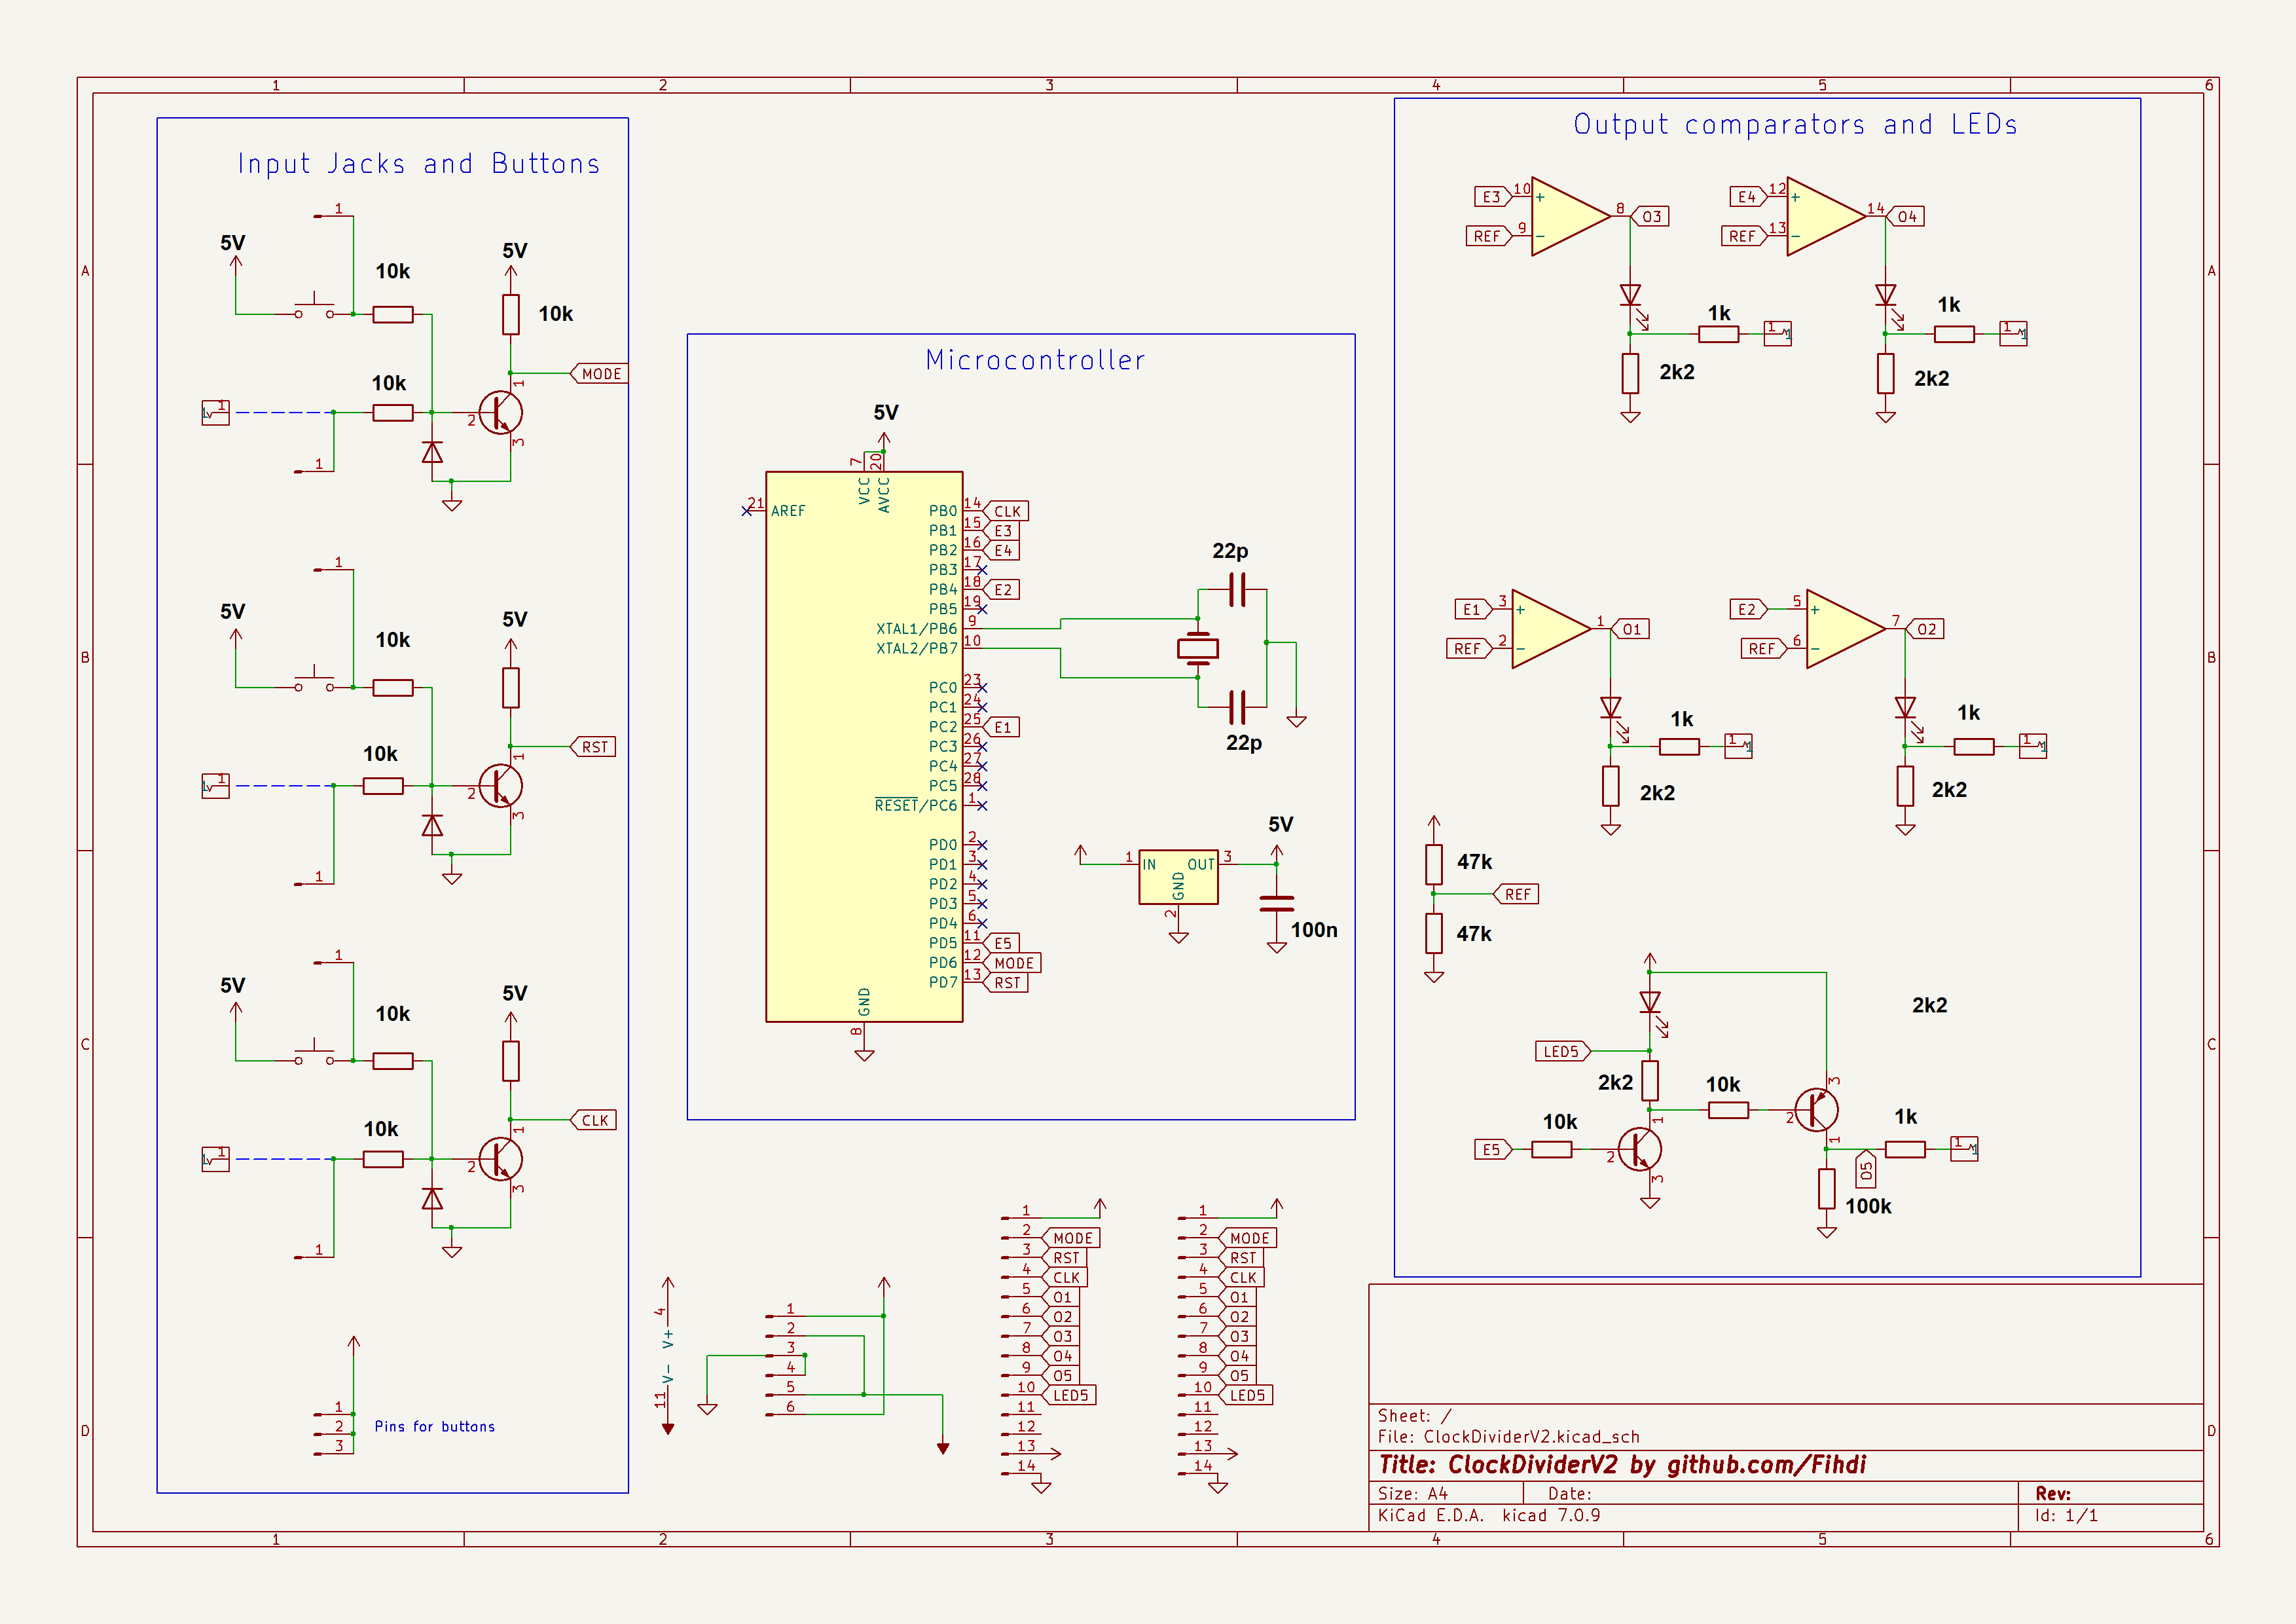 1 2 3 4 5 6
A A
B B
C C
D D
Input Jacks and Buttons
1
5V
10k
5V
10k
MODE
10k
1
2
1
3
1
1
5V
10k
5V
RST
10k
1
2
1
3
1
1
5V
10k
5V
CLK
10k
1
2
1
3
1
1
2
3
Pins for buttons
Microcontroller
5V
7 20
VCC AVCC
21 AREF
PB0 14 CLK
PB1 15 E3
PB2 16 E4
PB3 17
PB4 18 E2
PB5 19
XTAL1/PB6 9
XTAL2/PB7 10
PC0 23
PC1 24
PC2 25 E1
PC3 26
PC4 27
PC5 28
RESET/PC6 1
PD0 2
PD1 3
PD2 4
PD3 5
PD4 6
PD5 11 E5
PD6 12 MODE
PD7 13 RST
GND
8
22p
22p
5V
1 IN OUT 3
GND
2
100n
Output comparators and LEDs
E3 10 +
REF 9 −
8 O3
1k
1
2k2
E4 12 +
REF 13 −
14 O4
1k
1
2k2
E1 3 +
REF 2 −
1 O1
1k
1
2k2
E2 5 +
REF 6 −
7 O2
1k
1
2k2
47k
REF
47k
2k2
LED5
2k2
10k
3
2
1
1k
1
E5
10k
1
2
3
O5
100k
4
V+
V-
11
1
2
3
4
5
6
1
2 MODE
3 RST
4 CLK
5 O1
6 O2
7 O3
8 O4
9 O5
10 LED5
11
12
13
14
1
2 MODE
3 RST
4 CLK
5 O1
6 O2
7 O3
8 O4
9 O5
10 LED5
11
12
13
14
Sheet: /
File: ClockDividerV2.kicad_sch
Title: ClockDividerV2 by github.com/Fihdi
Size: A4 Date: Rev:
KiCad E.D.A. kicad 7.0.9 Id: 1/1
1 2 3 4 5 6